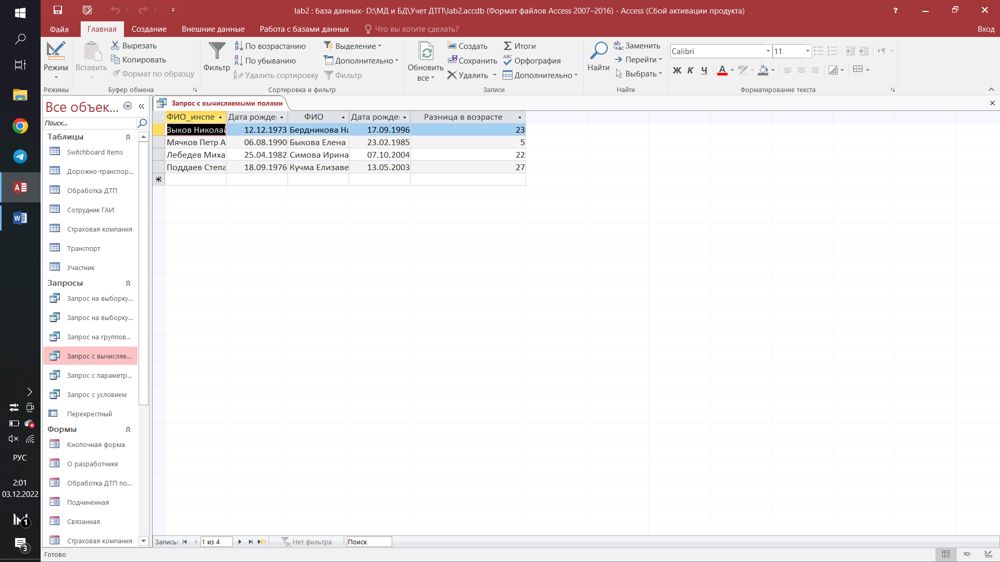 lab2 : база данных- D:\МД и БД\Учет ДТП\lab2.accdb (Формат файлов Access 2007–2016) - Access (Сбой активации продукта)
?
Файл Главная Создание Внешние данные Работа с базами данных Что вы хотите сделать? Вход
Режим
Режимы
Вставить
Вырезать
Копировать
Формат по образцу
Буфер обмена
Фильтр
По возрастанию
По убыванию
Удалить сортировку
Выделение
Дополнительно
Фильтр
Сортировка и фильтр
Обновить
все
Создать
Сохранить
Удалить
Итоги
Орфография
Дополнительно
Записи
Найти
Заменить
Перейти
Выбрать
Найти
Calibri 11
Ж К Ч А
Форматирование текста
Все объек...
Поиск...
Таблицы
Switchboard Items
Дорожно-транспор...
Обработка ДТП
Сотрудник ГАИ
Страховая компания
Транспорт
Участник
Запросы
Запрос на выборку...
Запрос на выборку...
Запрос на группов...
Запрос с вычисляе...
Запрос с параметр...
Запрос с условием
Перекрестный
Формы
Кнопочная форма
О разработчике
Обработка ДТП по...
Подчиненная
Связанная
Страховая компания
Запрос с вычисляемыми полями
ФИО_инспе Дата рожде ФИО Дата рожде Разница в возрасте
Зыков Николай 12.12.1973 Бердникова На 17.09.1996 23
Мячков Петр А 06.08.1990 Быкова Елена 23.02.1985 5
Лебедев Миха 25.04.1982 Симова Ирина 07.10.2004 22
Поддаев Степа 18.09.1976 Кучма Елизаве 13.05.2003 27
Запись: 1 из 4 Нет фильтра Поиск
Готово
SQL
РУС
2:01
03.12.2022
1
3